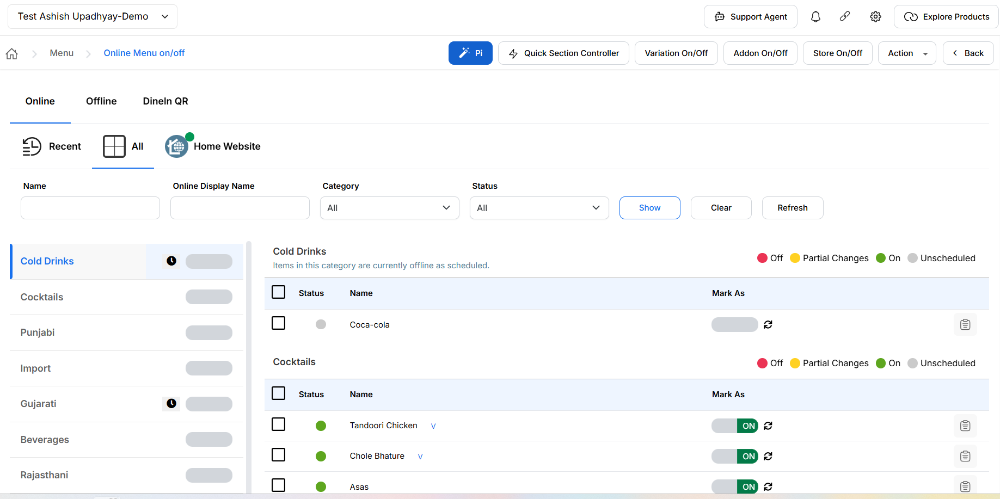 Test Ashish Upadhyay-Demo
Support Agent
Explore Products
Menu
Online Menu on/off
Pi
Quick Section Controller
Variation On/Off
Addon On/Off
Store On/Off
Action
Back
Online
Offline
DineIn QR
Recent
All
Home Website
Name
Online Display Name
Category
Status
All
All
Show
Clear
Refresh
Cold Drinks
Cocktails
Punjabi
Import
Gujarati
Beverages
Rajasthani
Cold Drinks
Items in this category are currently offline as scheduled.
Off Partial Changes On Unscheduled
Status Name Mark As
Coca-cola
Cocktails
Off Partial Changes On Unscheduled
Status Name Mark As
Tandoori Chicken V ON
Chole Bhature V ON
Asas ON